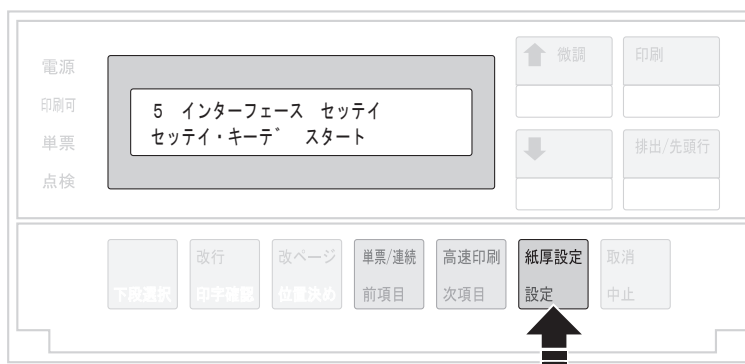 電源
印刷可
単票
点検
5 インターフェース セッテイ
セッテイ・キーデ゛ スタート
微調
印刷
排出/先頭行
下段選択
改行
印字確認
改ページ
位置決め
単票/連続
前項目
高速印刷
次項目
紙厚設定
設定
取消
中止